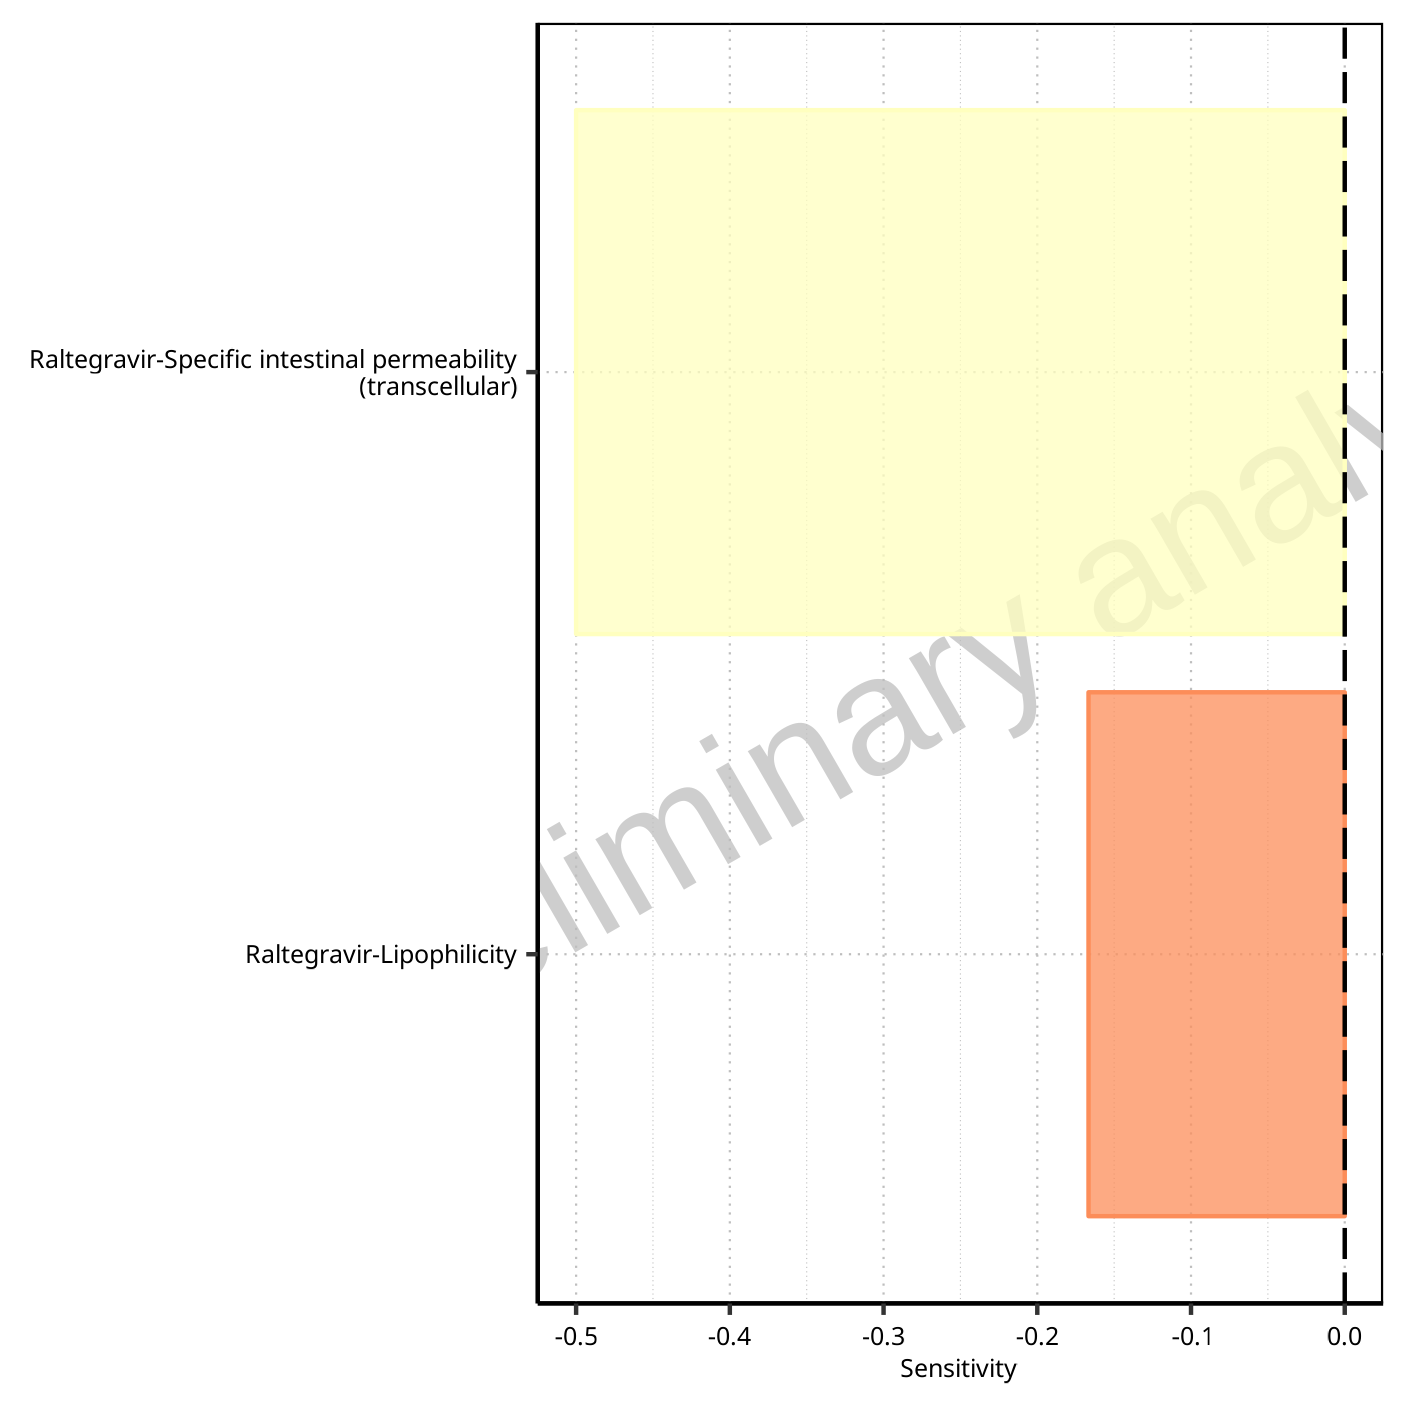 Raltegravir-Specific intestinal permeability
(transcellular)
Raltegravir-Lipophilicity
liminary analy
-0.5 -0.4 -0.3 -0.2 -0.1 0.0
Sensitivity